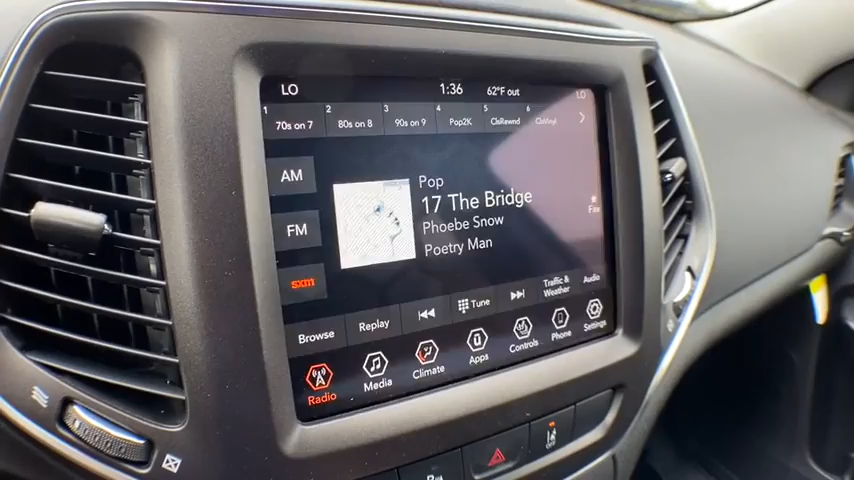 LO 1:36 62°F out LO
1 2 3 4 5 6
70s on 7 80s on 8 90s on 9 Pop2K ClsRewnd ClsVinyl
AM
FM
sxm
Pop
17 The Bridge
Phoebe Snow
Poetry Man
Fav
Browse Replay Tune Traffic & Weather Audio
Radio Media Climate Apps Controls Phone Settings
OFF